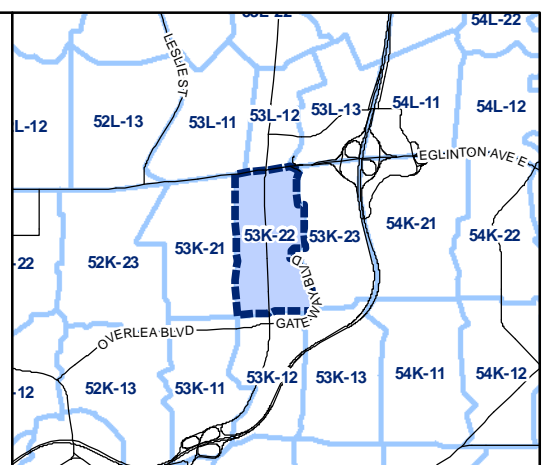 53L-22
54L-22
LESLIE ST
L-12
52L-13
53L-11
53L-12
53L-13
54L-11
54L-12
EGLINTON AVE E
-22
52K-23
53K-21
53K-22
53K-23
54K-21
54K-22
GATEWAY BLVD
OVERLEA BLVD
-12
52K-13
53K-11
53K-12
53K-13
54K-11
54K-12